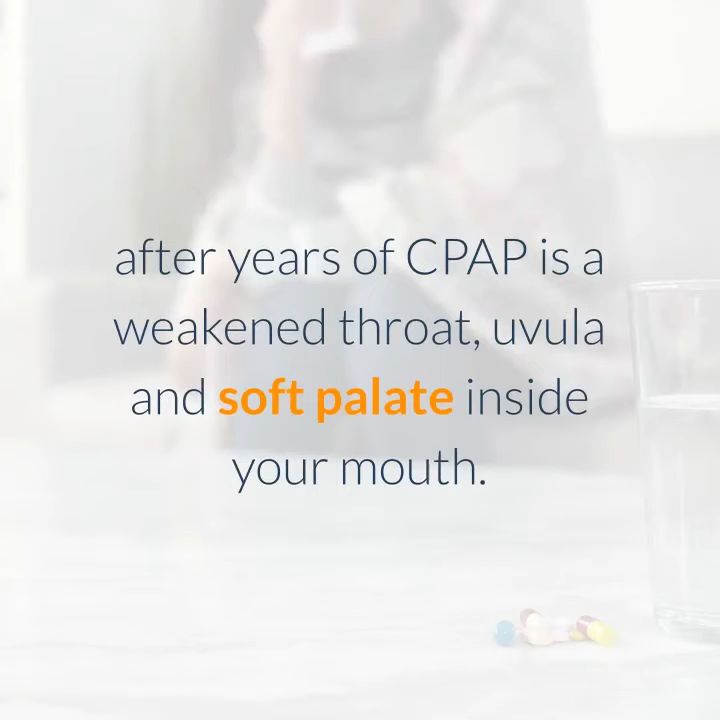 after years of CPAP is a
weakened throat, uvula
and soft palate inside
your mouth.